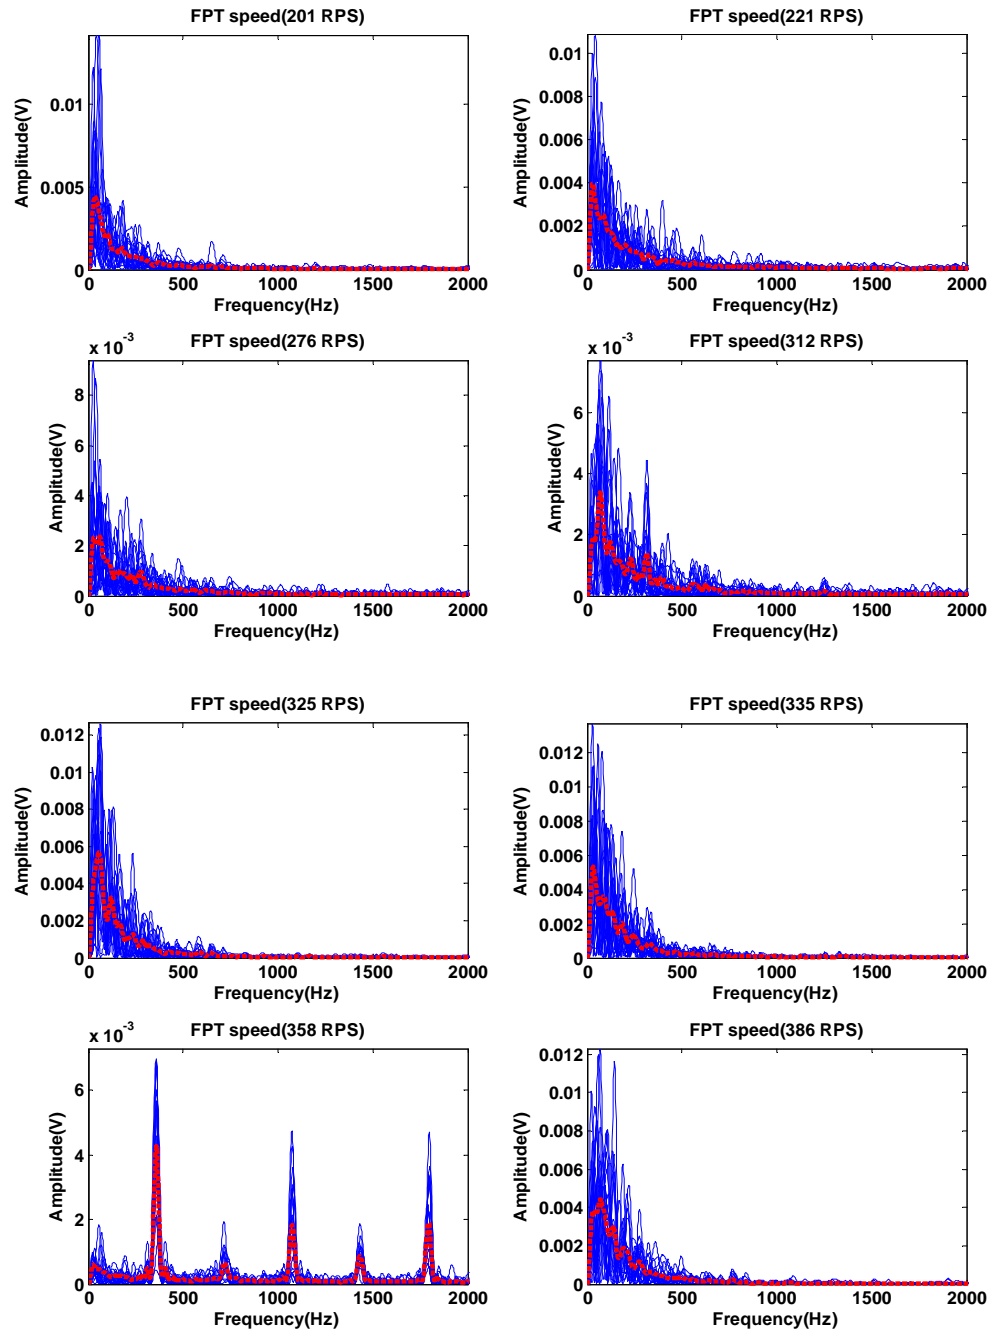 FPT speed(201 RPS)
Amplitude(V)
0.01
0.005
0
0 500 1000 1500 2000
Frequency(Hz)
FPT speed(221 RPS)
Amplitude(V)
0.01
0.008
0.006
0.004
0.002
0
0 500 1000 1500 2000
Frequency(Hz)
x 10^-3
FPT speed(276 RPS)
Amplitude(V)
8
6
4
2
0
0 500 1000 1500 2000
Frequency(Hz)
x 10^-3
FPT speed(312 RPS)
Amplitude(V)
6
4
2
0
0 500 1000 1500 2000
Frequency(Hz)
FPT speed(325 RPS)
Amplitude(V)
0.012
0.01
0.008
0.006
0.004
0.002
0
0 500 1000 1500 2000
Frequency(Hz)
FPT speed(335 RPS)
Amplitude(V)
0.012
0.01
0.008
0.006
0.004
0.002
0
0 500 1000 1500 2000
Frequency(Hz)
x 10^-3
FPT speed(358 RPS)
Amplitude(V)
6
4
2
0
0 500 1000 1500 2000
Frequency(Hz)
FPT speed(386 RPS)
Amplitude(V)
0.012
0.01
0.008
0.006
0.004
0.002
0
0 500 1000 1500 2000
Frequency(Hz)